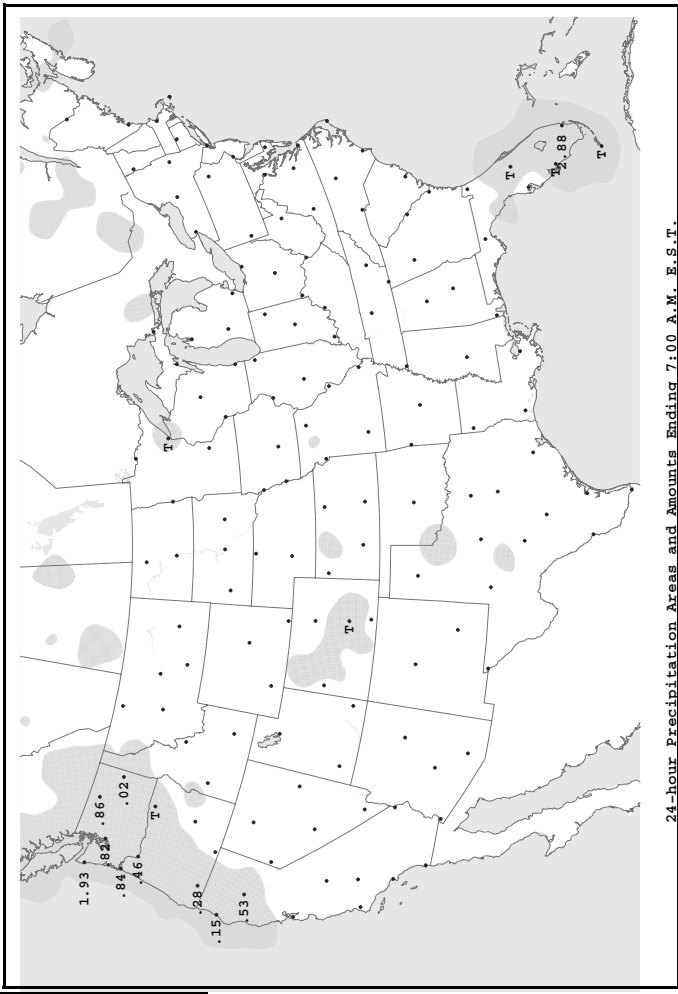 1.93
.86
.82
.84
.02
.46
T
T
.28
.15
.53
T
T
T
2.88
T
24-hour Precipitation Areas and Amounts Ending 7:00 A.M. E.S.T.